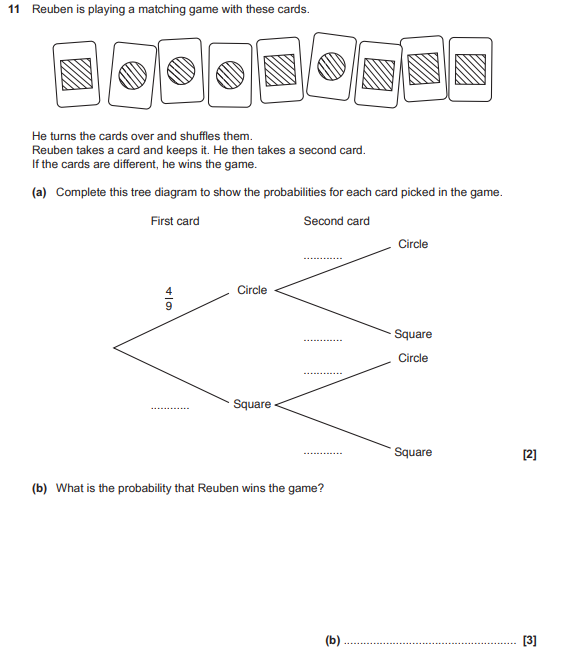 11 Reuben is playing a matching game with these cards.
He turns the cards over and shuffles them.
Reuben takes a card and keeps it. He then takes a second card.
If the cards are different, he wins the game.
(a) Complete this tree diagram to show the probabilities for each card picked in the game.
First card Second card
Circle
............
4
9
Circle
............
Square
............
Circle
............
Square
............
Square
[2]
(b) What is the probability that Reuben wins the game?
(b) ...................................................... [3]